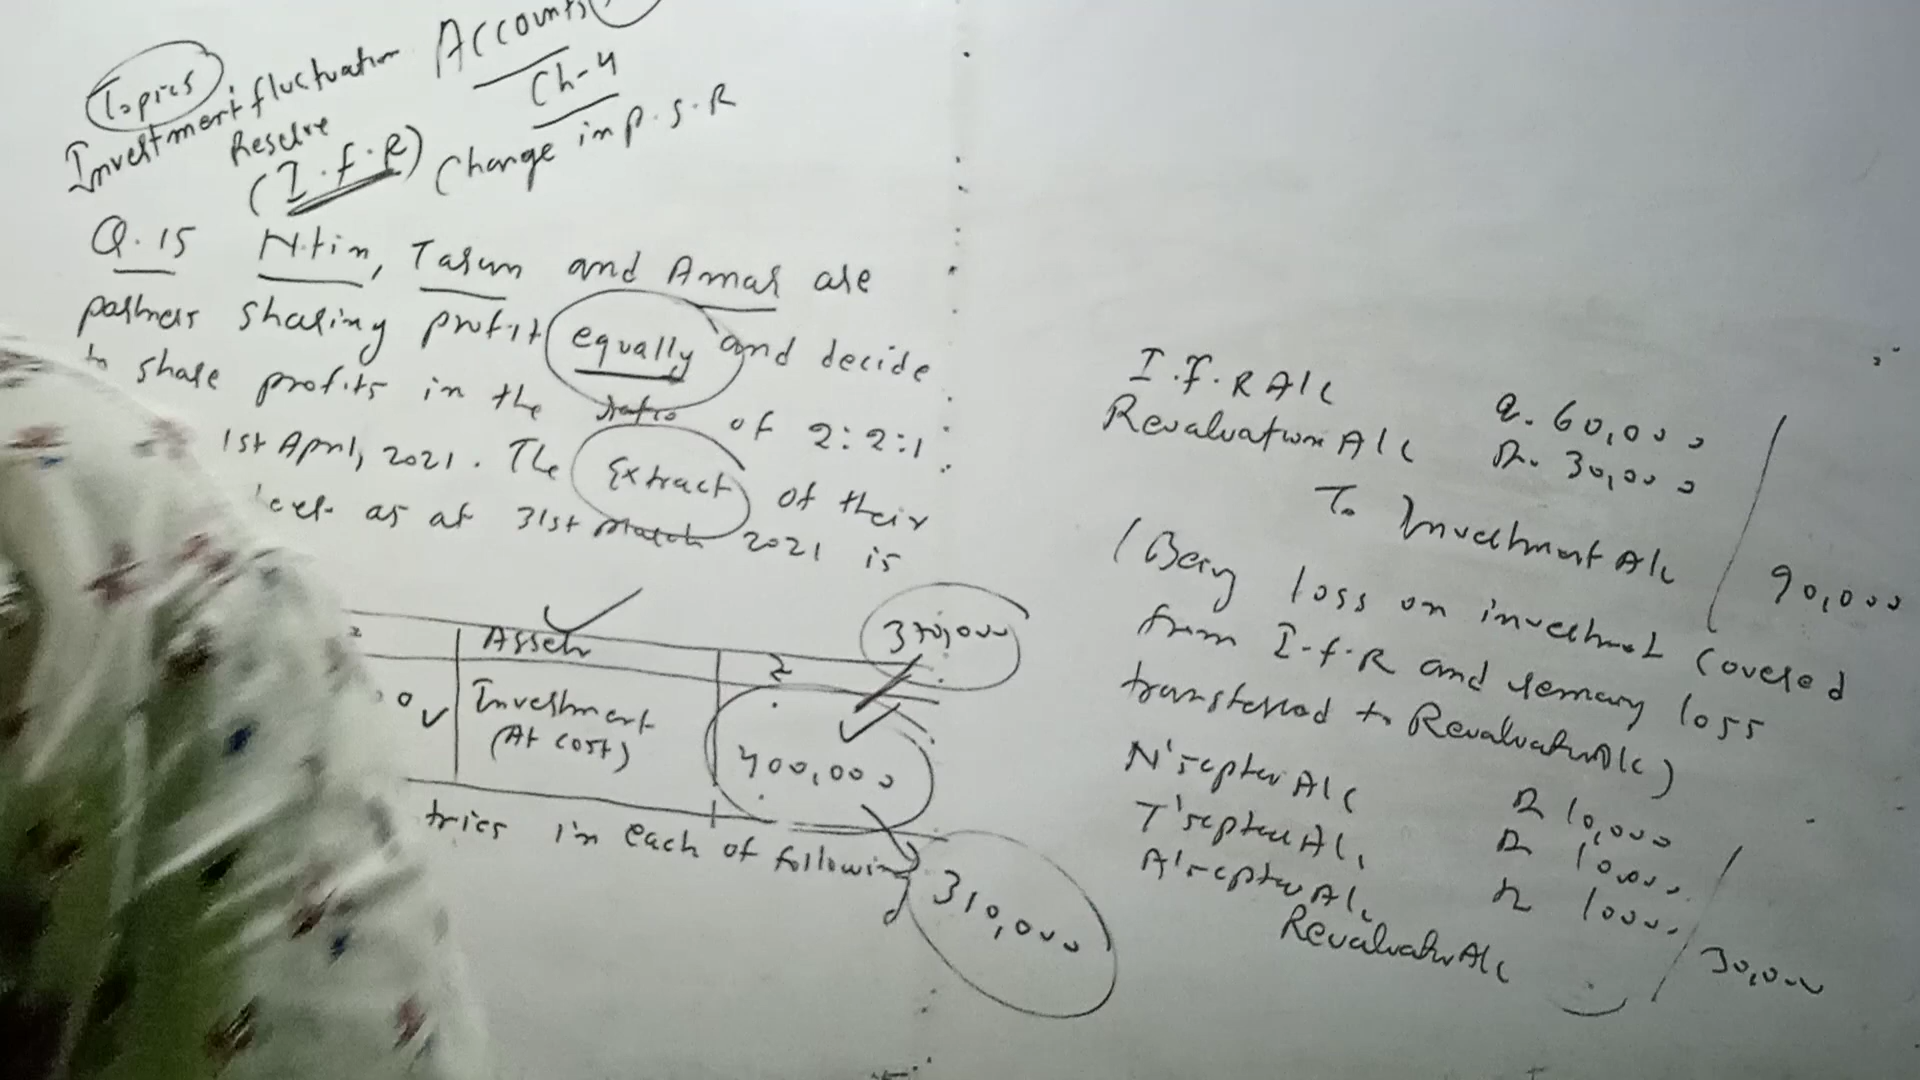 Accounts
Topics
Ch-4
Investment fluctuation
Reserve
(I.f.R)
Change in p.s.R
Q.15 Nitin, Tarun and Amar are
partners sharing profit equally and decide
to share profits in the ratio of 2:2:1
1st April, 2021. The Extract of their
as at 31st March 2021 is
370,000
Assets ₹
Investment
(At cost) 400,000
tries in each of following
310,000
I.F.R A/c 60,000
Revaluation A/c Dr. 30,000
To Investment A/c 90,000
(Being loss on investment covered
from I.f.R and remaing loss
transferred to Revaluation A/c)
N's capital A/c Dr 10,000
T's capital A/c Dr 10,000
A's capital A/c Dr 10,000
Revaluation A/c 30,000